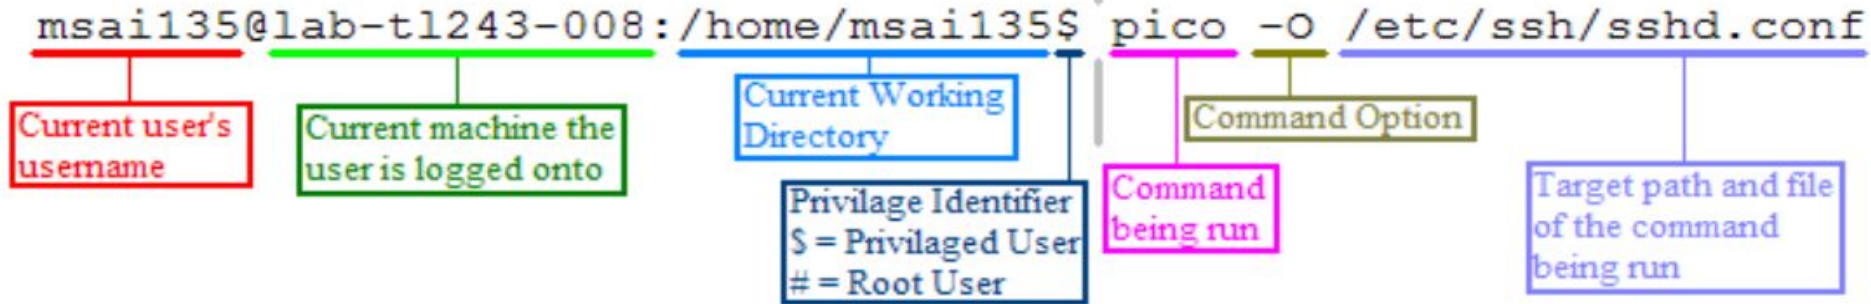 msai135@lab-tl243-008:/home/msai135$ pico -O /etc/ssh/sshd.conf
Current user's
username
Current machine the
user is logged onto
Current Working
Directory
Privilage Identifier
$ = Privilaged User
# = Root User
Command
being run
Command Option
Target path and file
of the command
being run